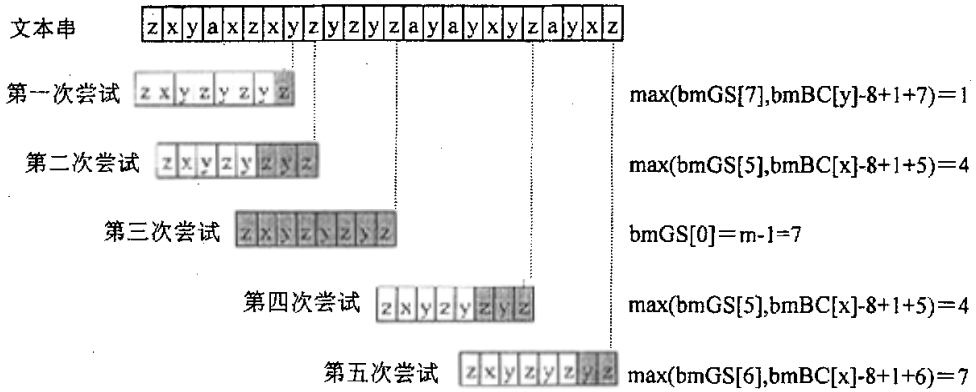 文本串 z x y a x z x y z y z y z a y a y x y z a y x z
第一次尝试 z x y z y z y z max(bmGS[7],bmBC[y]-8+1+7)=1
第二次尝试 z x y z y z y z max(bmGS[5],bmBC[x]-8+1+5)=4
第三次尝试 z x y z y z y z bmGS[0]=m-1=7
第四次尝试 z x y z y z y z max(bmGS[5],bmBC[x]-8+1+5)=4
第五次尝试 z x y z y z y z max(bmGS[6],bmBC[x]-8+1+6)=7